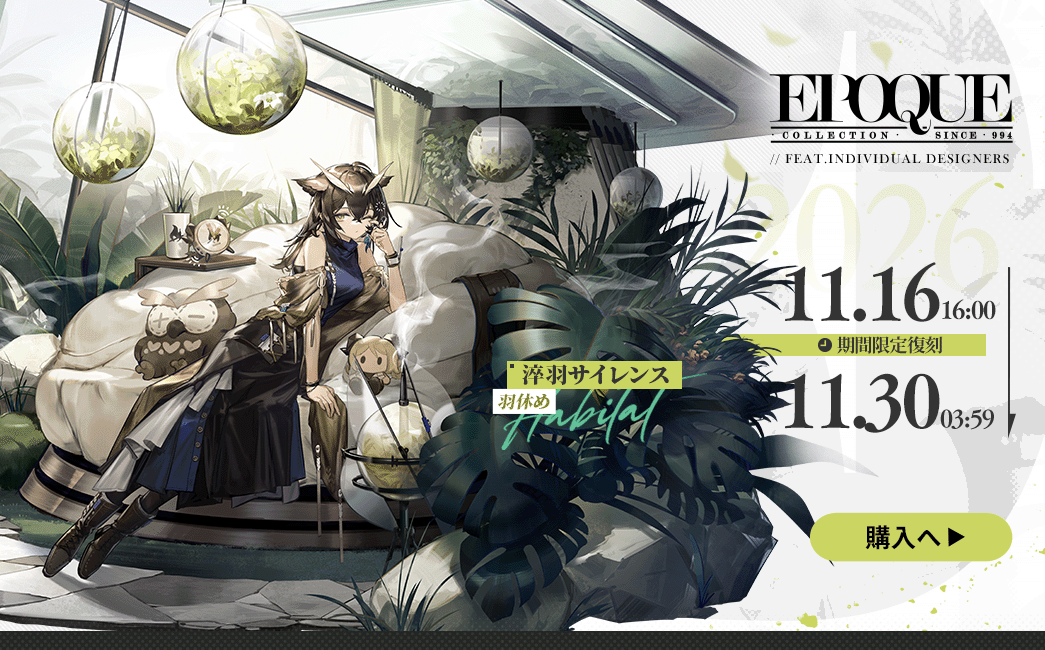 EPOQUE
·COLLECTION· SINCE·994
// FEAT.INDIVIDUAL DESIGNERS
2026
11.16 16:00
期間限定復刻
11.30 03:59
淬羽サイレンス
羽休め
Habilal
購入へ